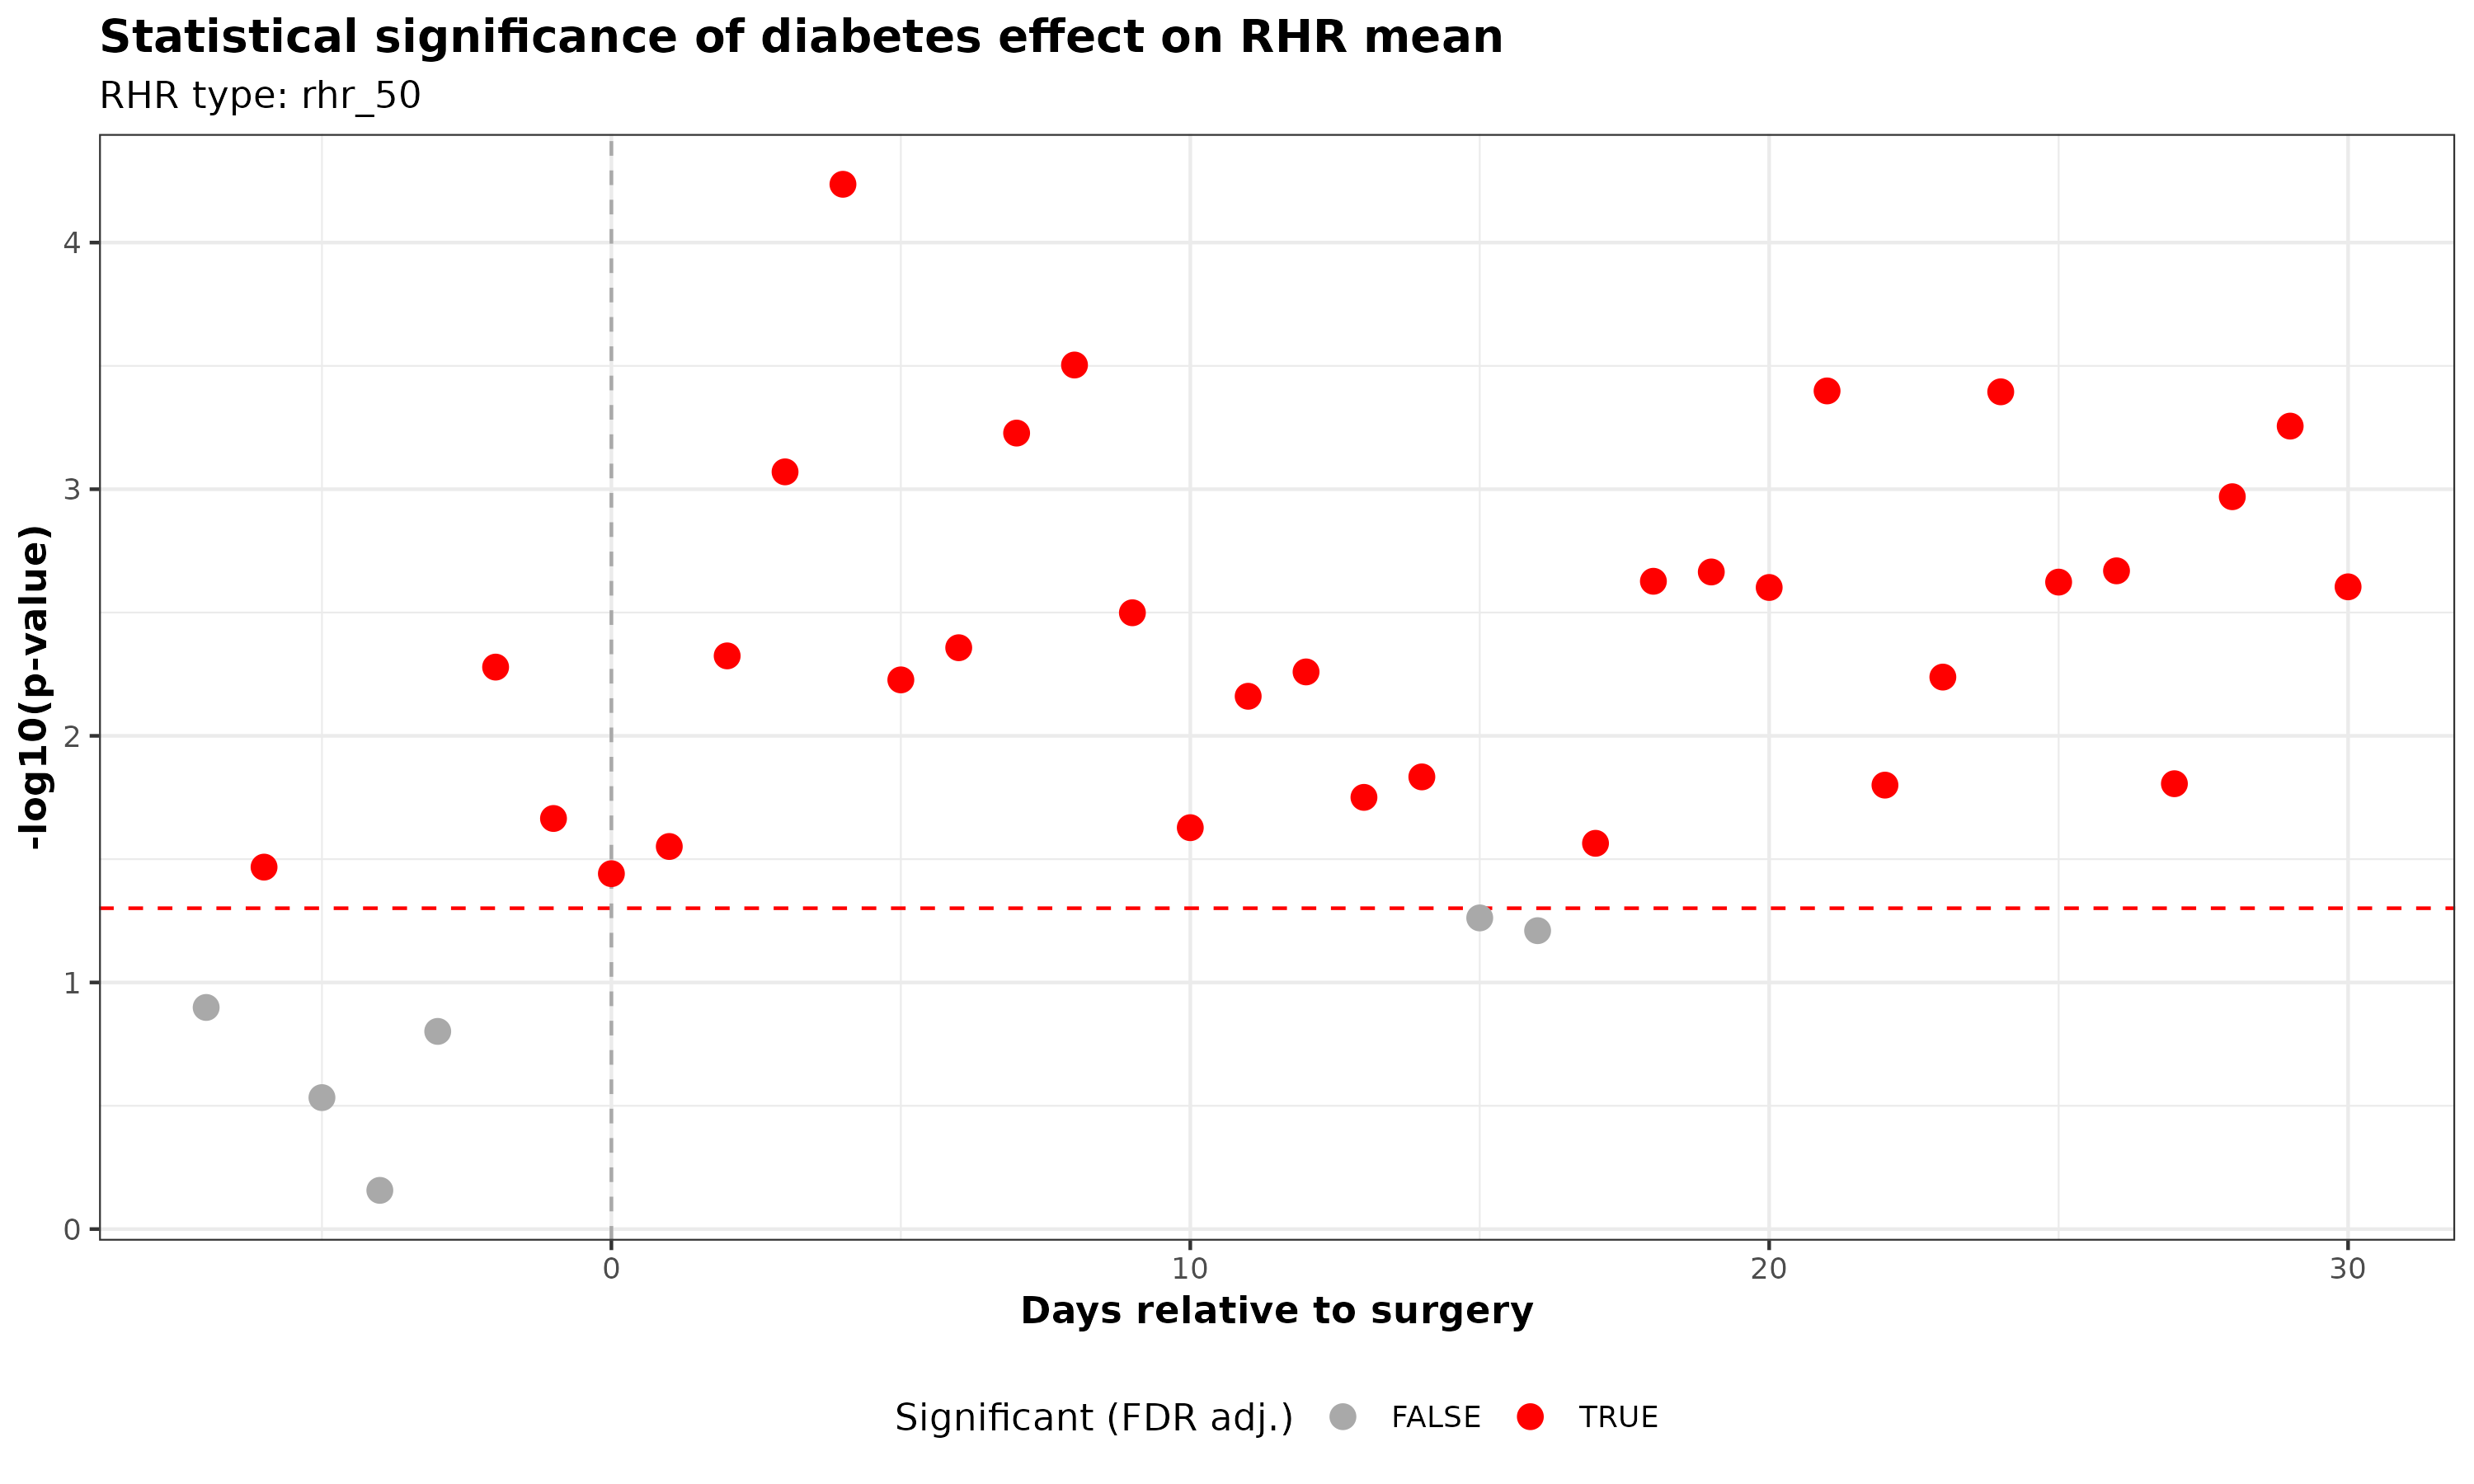 Statistical significance of diabetes effect on RHR mean
RHR type: rhr_50
-log10(p-value)
4
3
2
1
0
0 10 20 30
Days relative to surgery
Significant (FDR adj.) FALSE TRUE